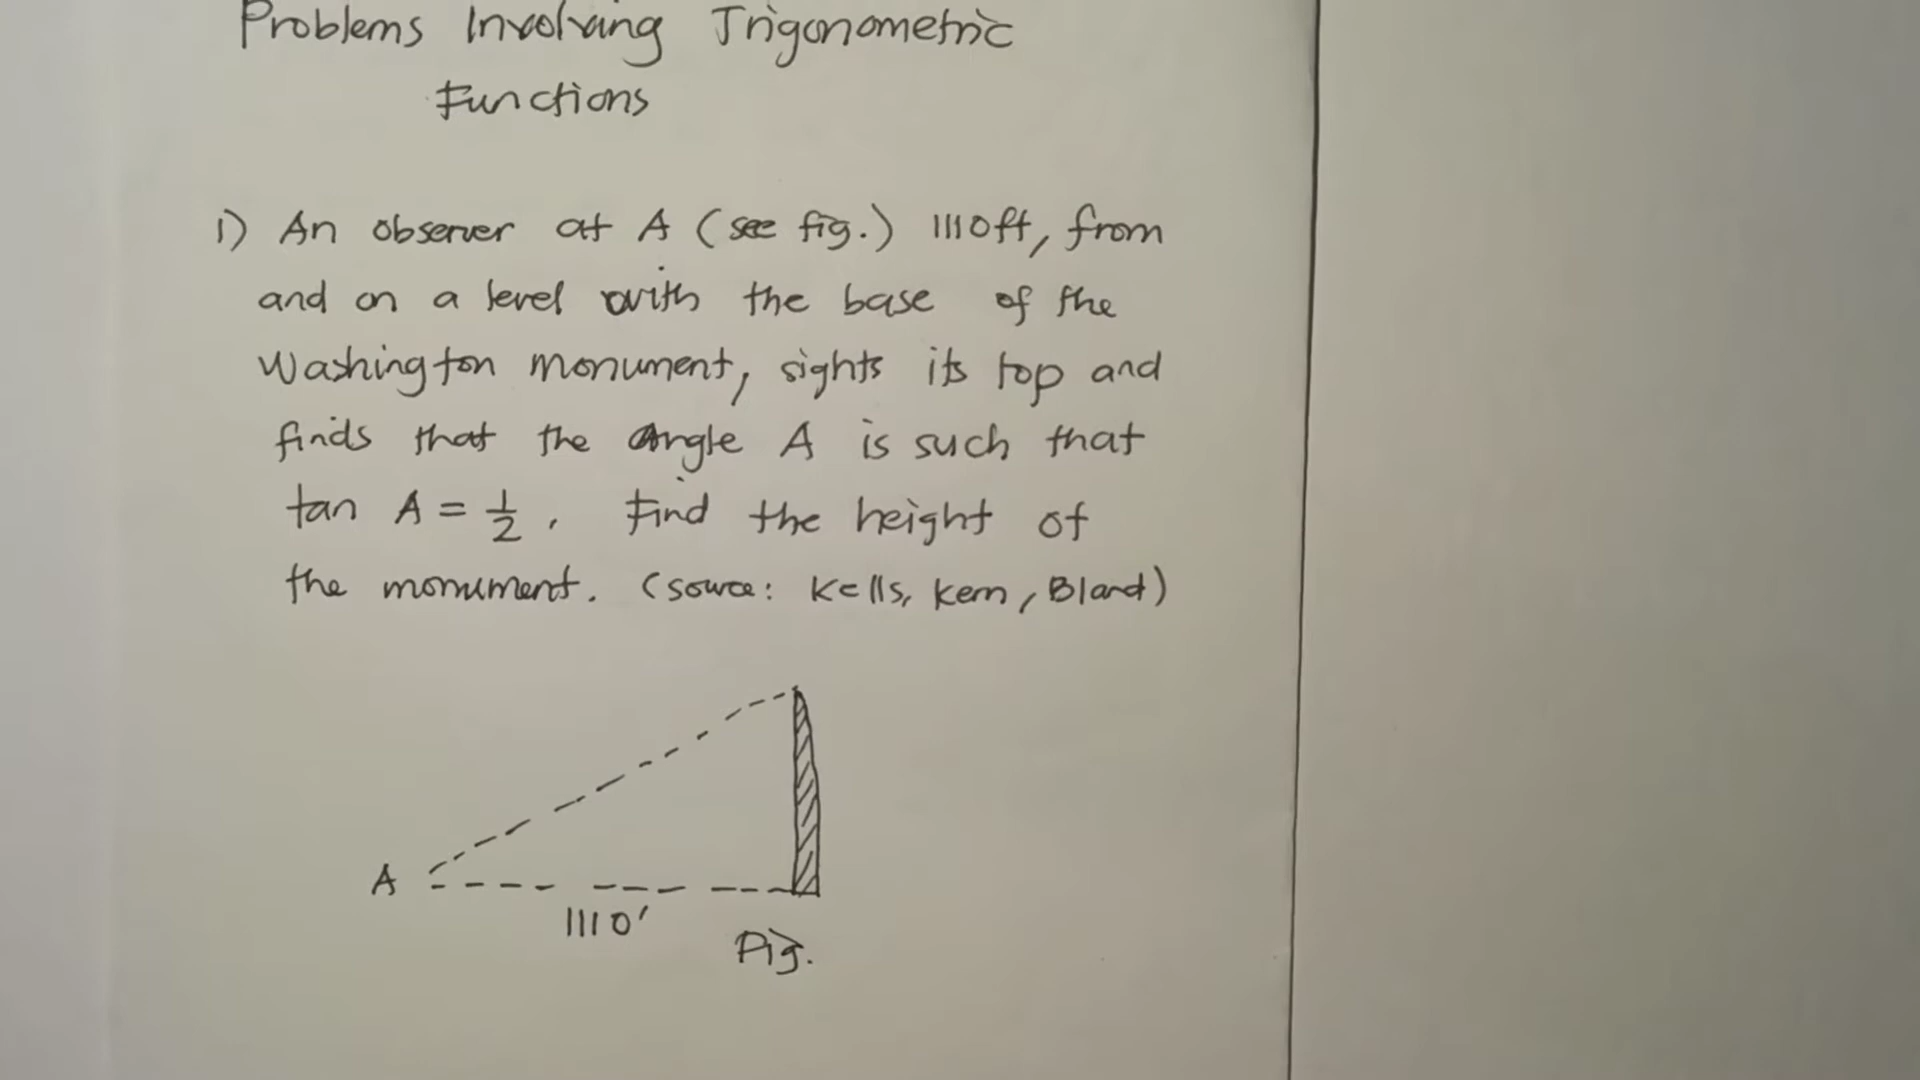 Problems Involving Trigonometric
Functions
1) An observer at A (see fig.) 1110ft, from
and on a level with the base of the
Washington monument, sights its top and
finds that the angle A is such that
tan A = 1/2. Find the height of
the monument. (source: Kells, Kern, Bland)
A
1110'
Fig.